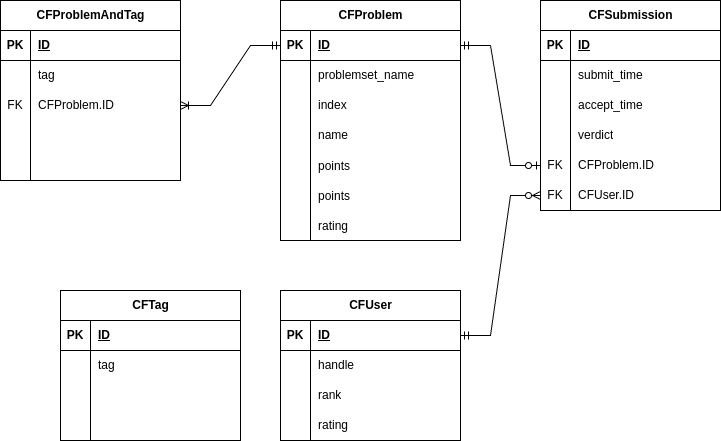 CFProblemAndTag
PK ID
tag
FK CFProblem.ID
CFProblem
PK ID
problemset_name
index
name
points
points
rating
CFSubmission
PK ID
submit_time
accept_time
verdict
FK CFProblem.ID
FK CFUser.ID
CFTag
PK ID
tag
CFUser
PK ID
handle
rank
rating